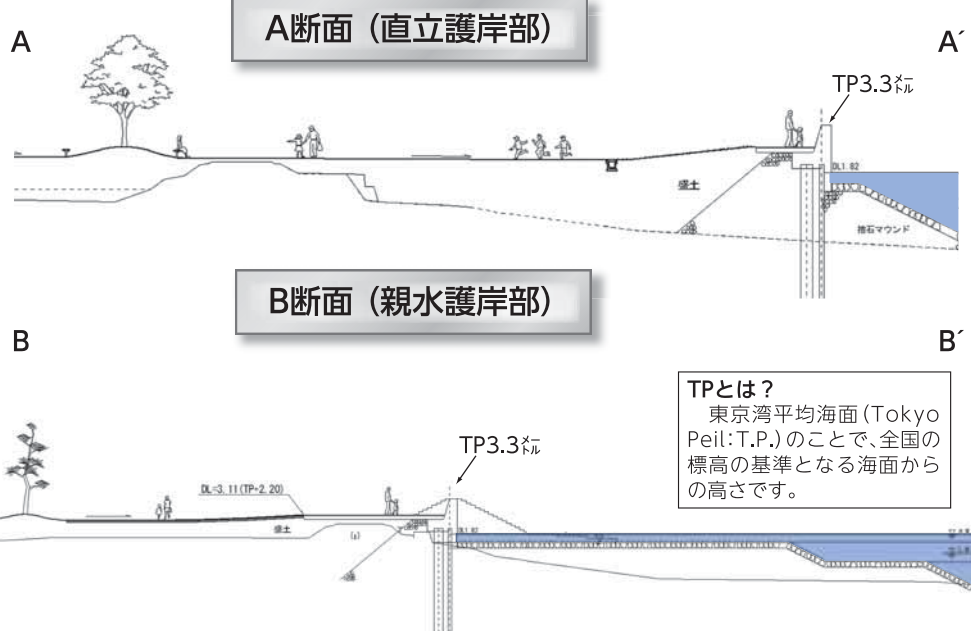 A断面（直立護岸部）
A
A´
TP3.3㍍
DL1.82
盛土
捨石マウンド
B断面（親水護岸部）
B
B´
TPとは？
東京湾平均海面（Tokyo
Peil：T.P.）のことで、全国の
標高の基準となる海面から
の高さです。
TP3.3㍍
DL=3.11(TP+2.20)
盛土
DL1.82